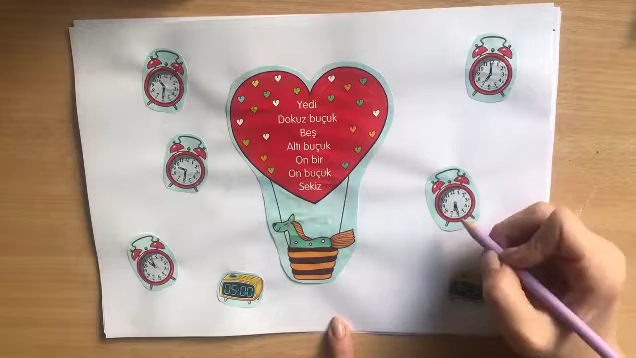 Yedi
Dokuz buçuk
Beş
Altı buçuk
On bir
On buçuk
Sekiz
05:00